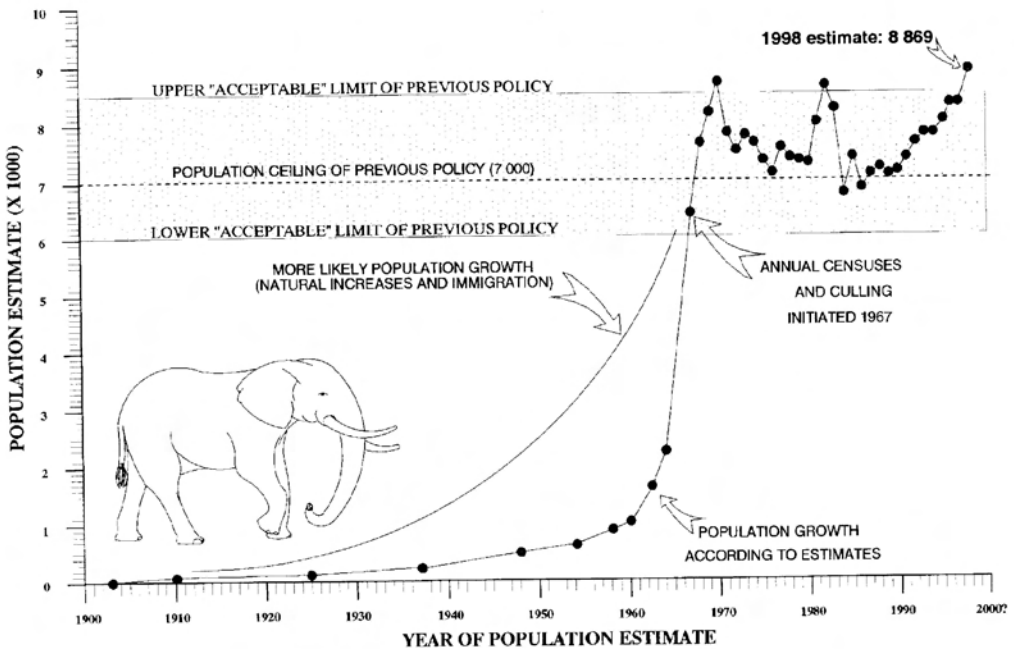 10
1998 estimate: 8 869
9
UPPER "ACCEPTABLE" LIMIT OF PREVIOUS POLICY
8
POPULATION CEILING OF PREVIOUS POLICY (7 000)
7
LOWER "ACCEPTABLE" LIMIT OF PREVIOUS POLICY
6
MORE LIKELY POPULATION GROWTH
(NATURAL INCREASES AND IMMIGRATION)
ANNUAL CENSUSES
AND CULLING
INITIATED 1967
5
4
3
2
1
0
POPULATION GROWTH
ACCORDING TO ESTIMATES
POPULATION ESTIMATE (X 1000)
1900 1910 1920 1930 1940 1950 1960 1970 1980 1990 2000?
YEAR OF POPULATION ESTIMATE